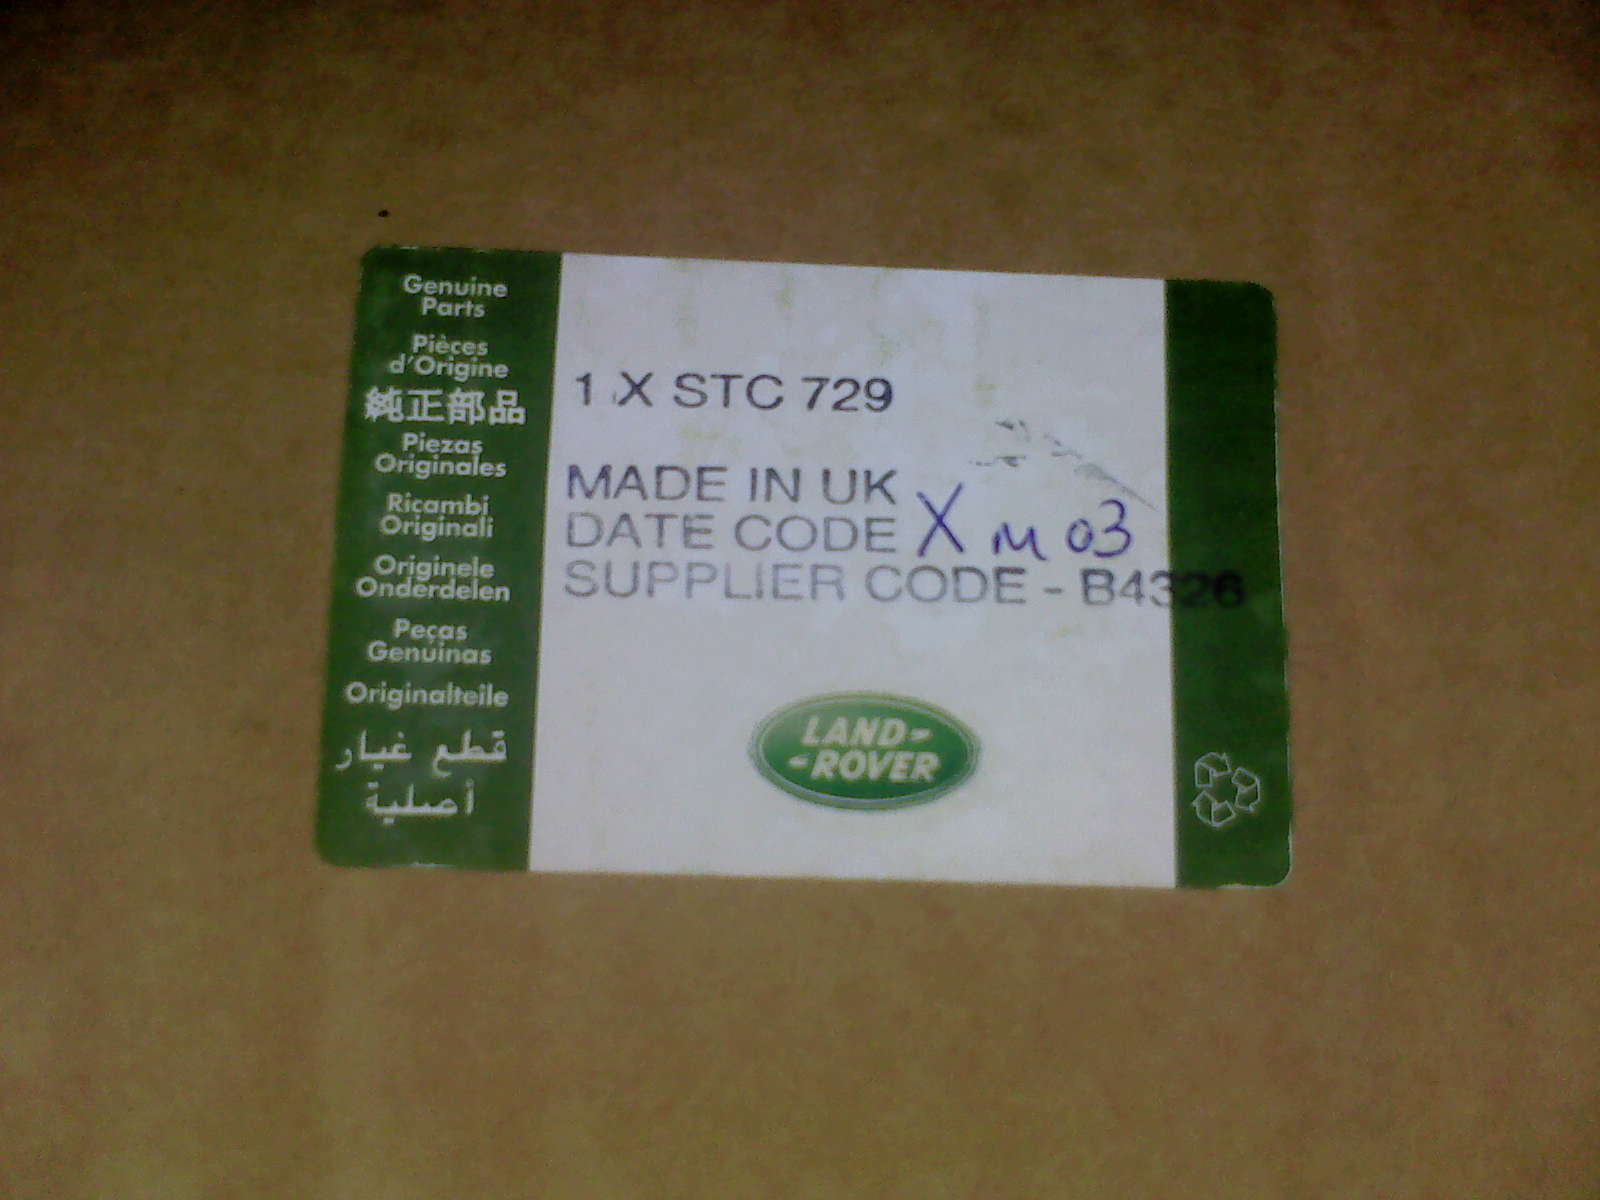 Genuine
Parts
Pièces
d'Origine
純正部品
Piezas
Originales
Ricambi
Originali
Originele
Onderdelen
Peças
Genuínas
Originalteile
قطع غيار
أصلية
1 X STC 729
MADE IN UK
DATE CODE X M 03
SUPPLIER CODE - B4326
LAND-
-ROVER